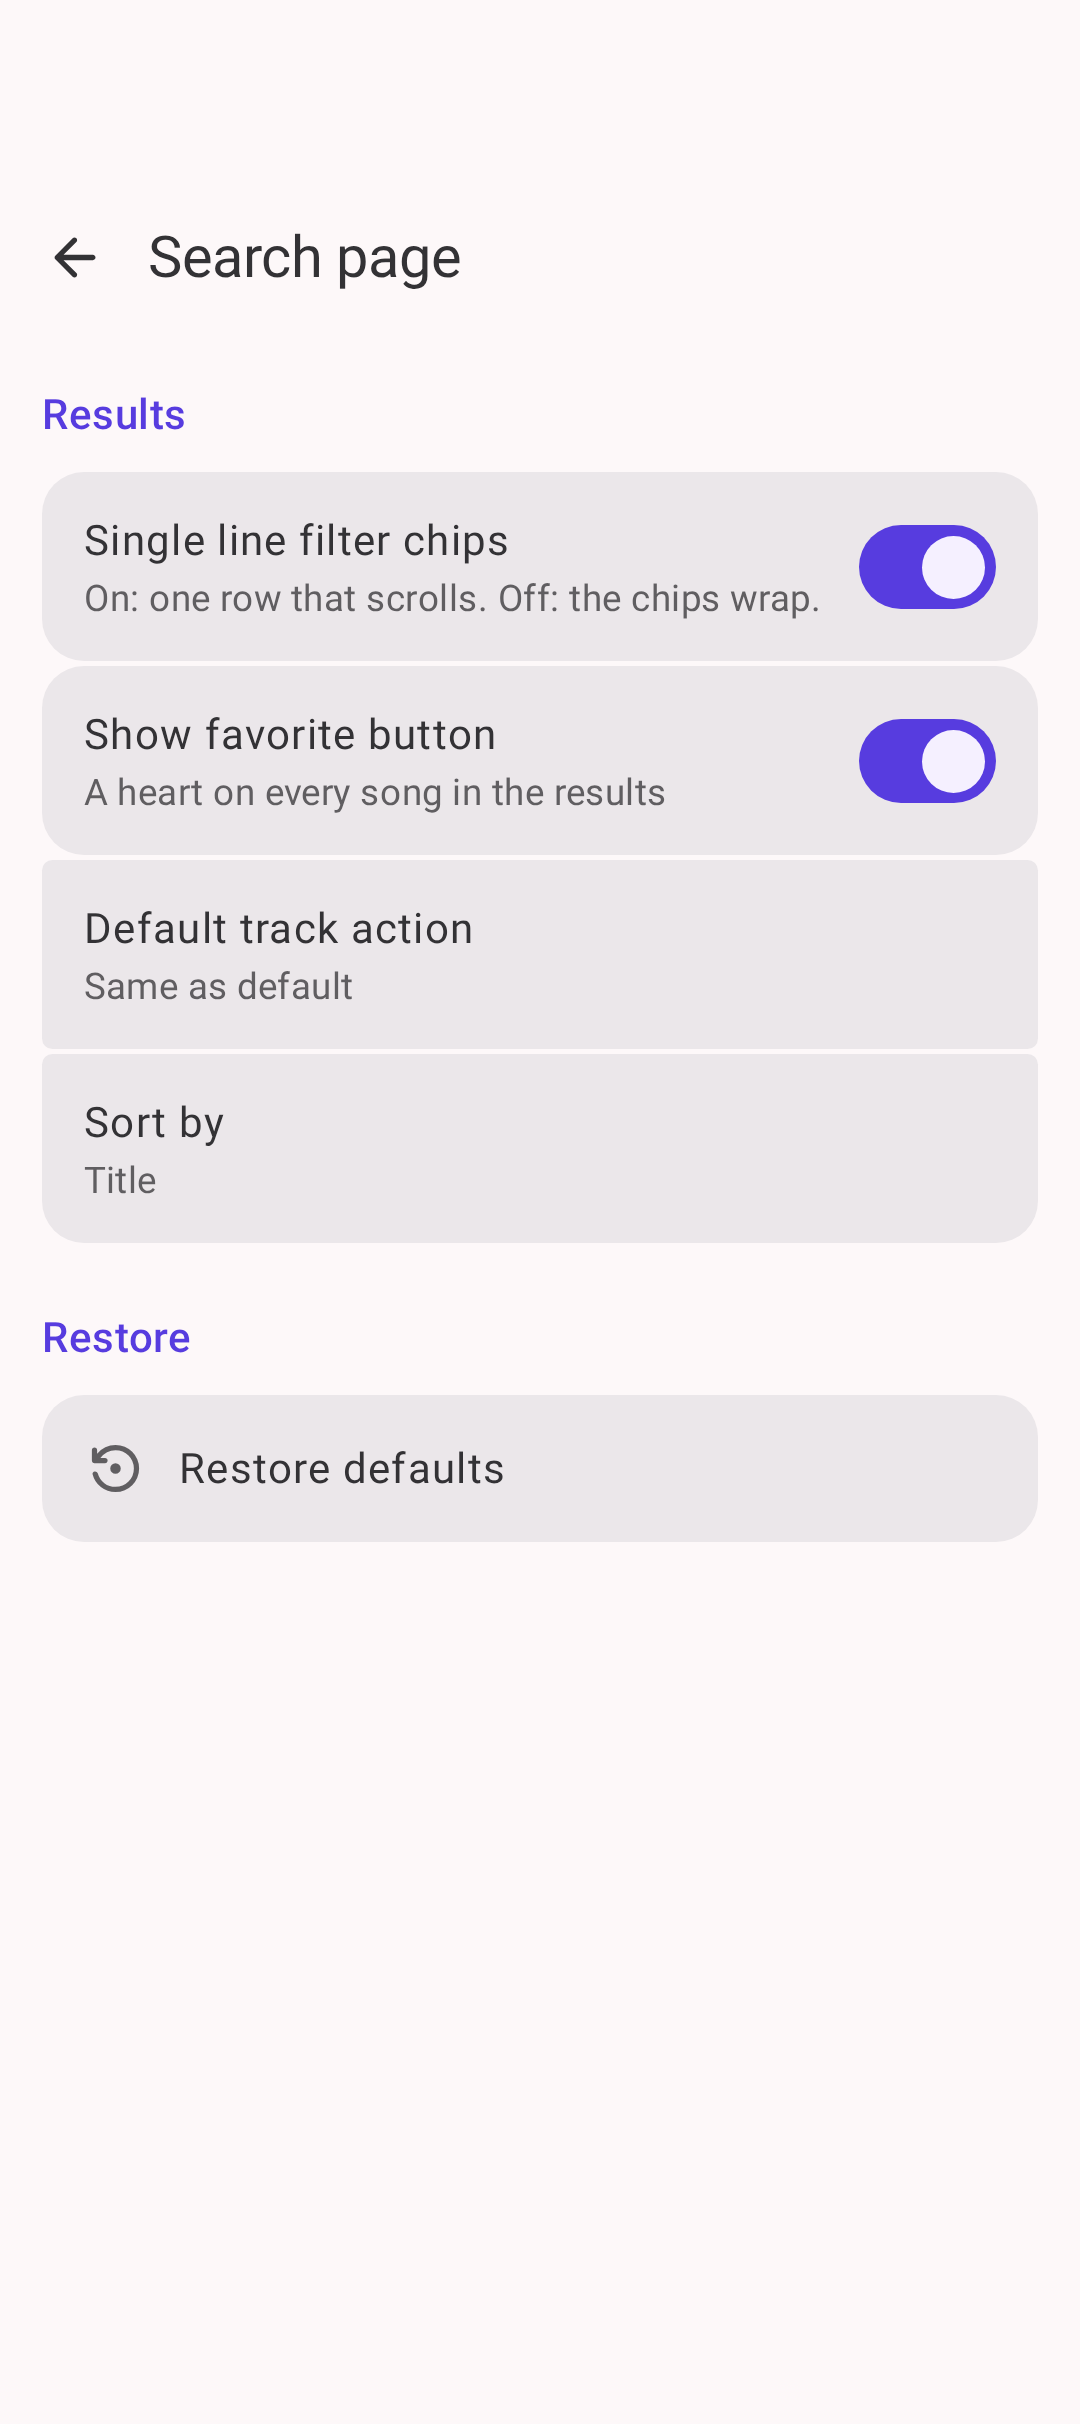 Search page
Results
Single line filter chips
On: one row that scrolls. Off: the chips wrap.
Show favorite button
A heart on every song in the results
Default track action
Same as default
Sort by
Title
Restore
Restore defaults